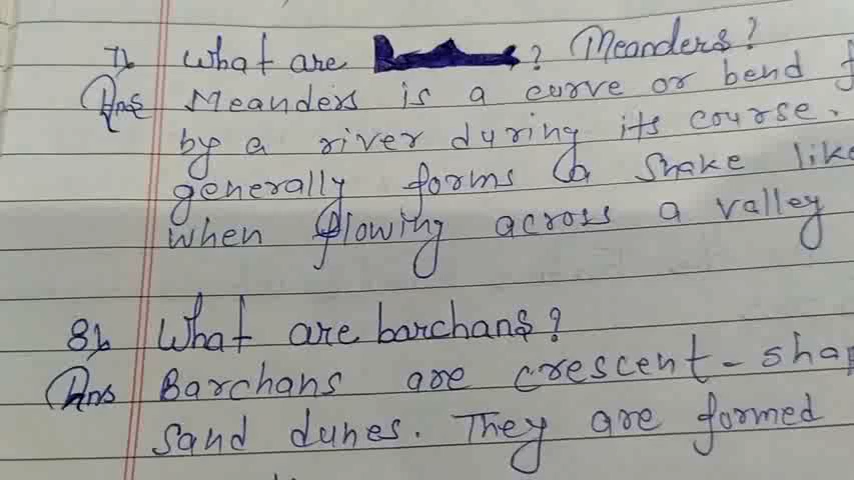 7) What are ? Meanders?
Ans Meanders is a curve or bend f
by a river during its course.
generally forms a snake like
when flowing across a valley
8) What are barchans?
Ans Barchans are crescent-shap
sand dunes. They are formed